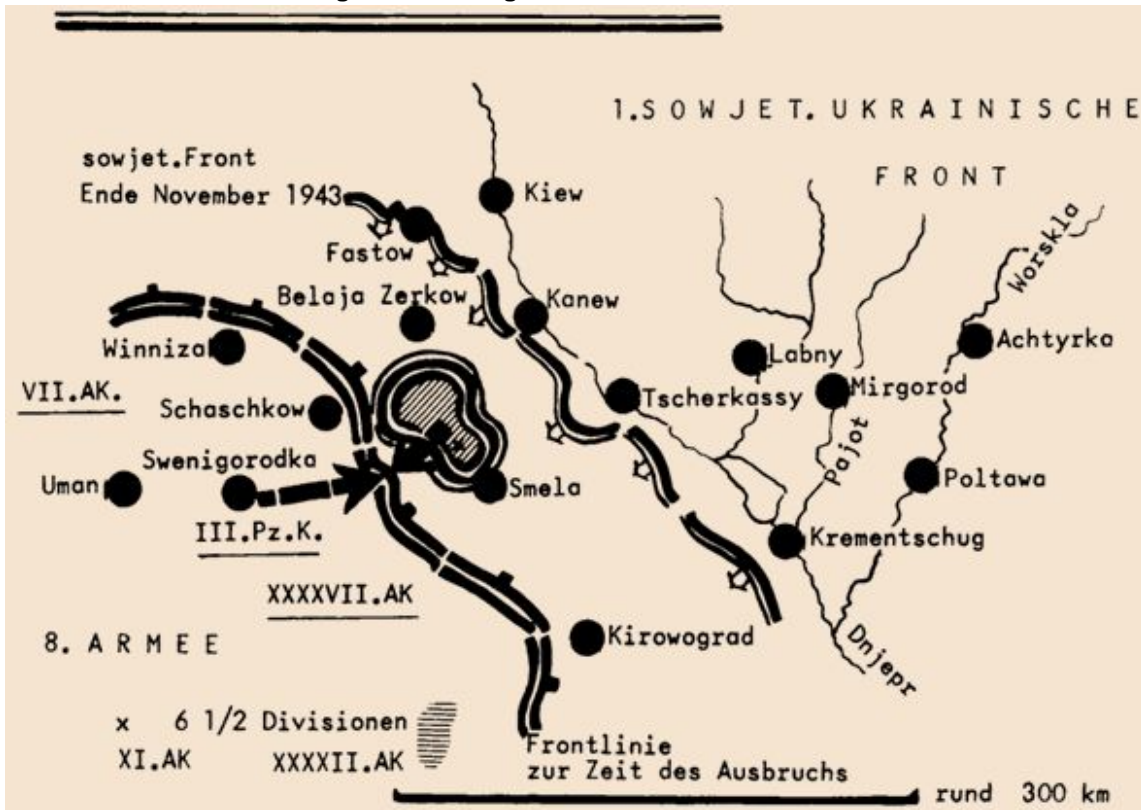 1.SOWJET.UKRAINISCHE
FRONT
sowjet.Front
Ende November 1943
Kiew
Fastow
Worskla
Belaja Zerkow
Kanew
Achtyrka
Winniza
Labny
Mirgorod
VII.AK.
Schaschkow
Tscherkassy
Pajot
Swenigorodka
Uman
Smela
Poltawa
III.Pz.K.
Krementschug
XXXXVII.AK
8. ARMEE
Kirowograd
Dnjepr
x 6 1/2 Divisionen
XI.AK XXXXII.AK
Frontlinie
zur Zeit des Ausbruchs
rund 300 km